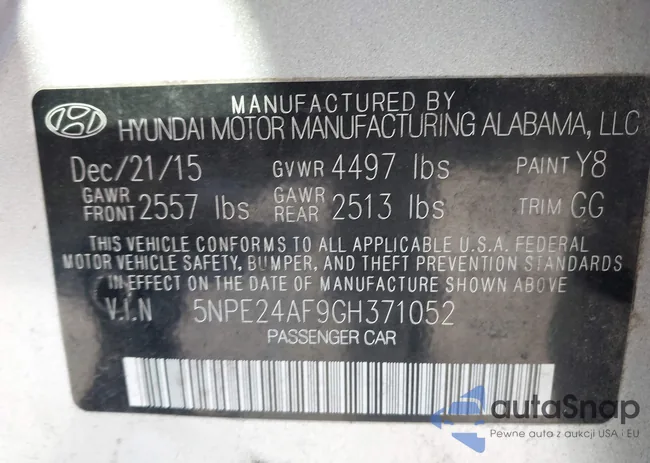 MANUFACTURED BY
HYUNDAI MOTOR MANUFACTURING ALABAMA, LLC
Dec/21/15 GVWR 4497 lbs PAINT Y8
GAWR FRONT 2557 lbs GAWR REAR 2513 lbs TRIM GG
THIS VEHICLE CONFORMS TO ALL APPLICABLE U.S.A. FEDERAL
MOTOR VEHICLE SAFETY, BUMPER, AND THEFT PREVENTION STANDARDS
IN EFFECT ON THE DATE OF MANUFACTURE SHOWN ABOVE.
V.I.N 5NPE24AF9GH371052
PASSENGER CAR
autoSnap
Pewne auta z aukcji USA i EU